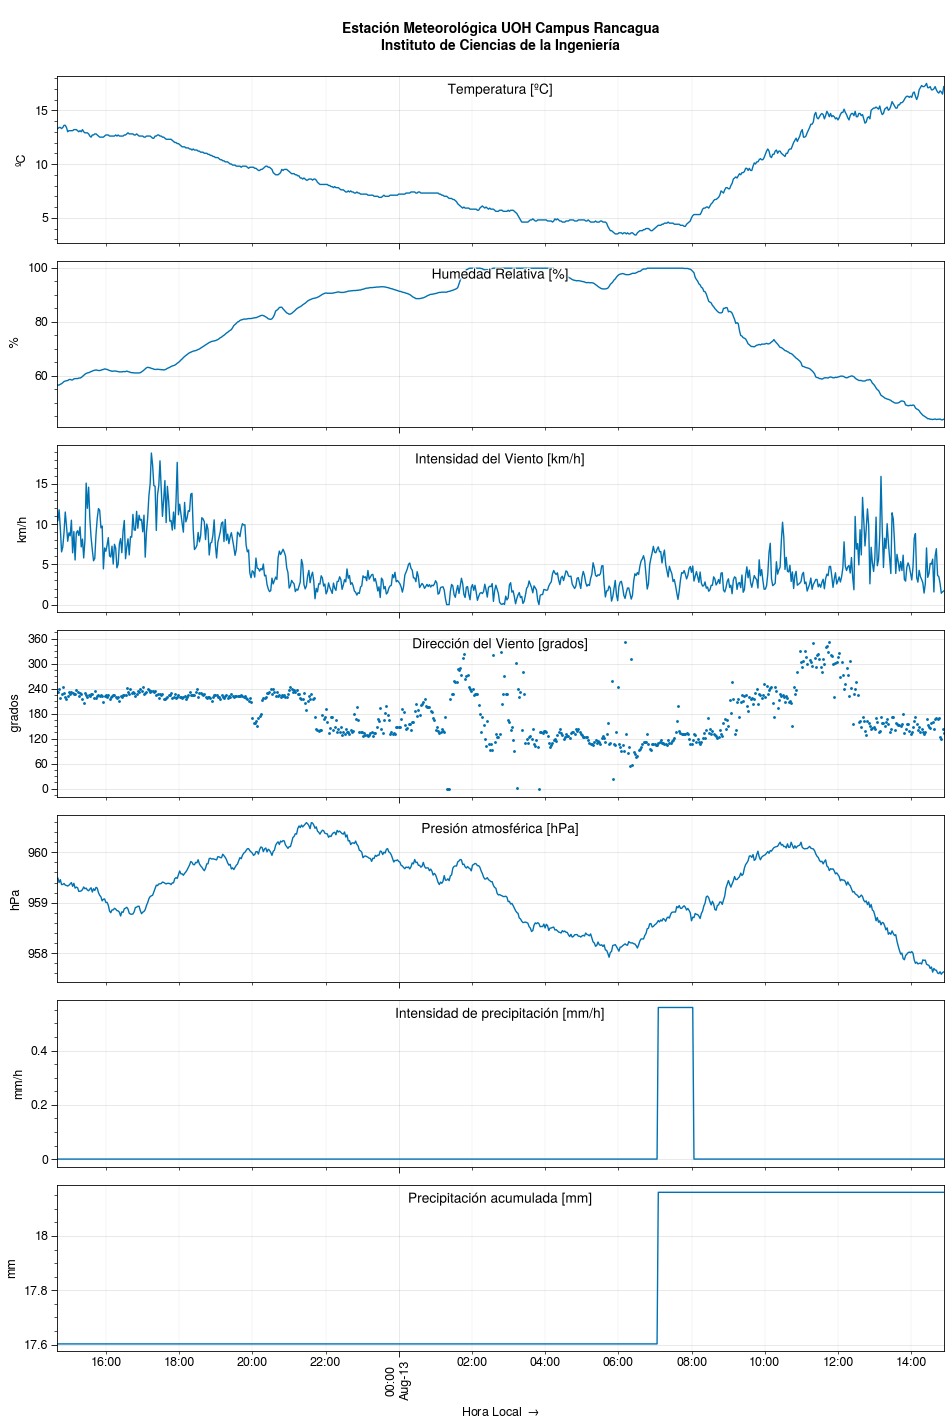 Estación Meteorológica UOH Campus Rancagua
Instituto de Ciencias de la Ingeniería
Temperatura [ºC]
15
10
5
ºC
Humedad Relativa [%]
100
80
60
%
Intensidad del Viento [km/h]
15
10
5
0
km/h
Dirección del Viento [grados]
360
300
240
180
120
60
0
grados
Presión atmosférica [hPa]
960
959
958
hPa
Intensidad de precipitación [mm/h]
0.4
0.2
0
mm/h
Precipitación acumulada [mm]
18
17.8
17.6
mm
16:00 18:00 20:00 22:00 00:00 02:00 04:00 06:00 08:00 10:00 12:00 14:00
Aug-13
Hora Local →